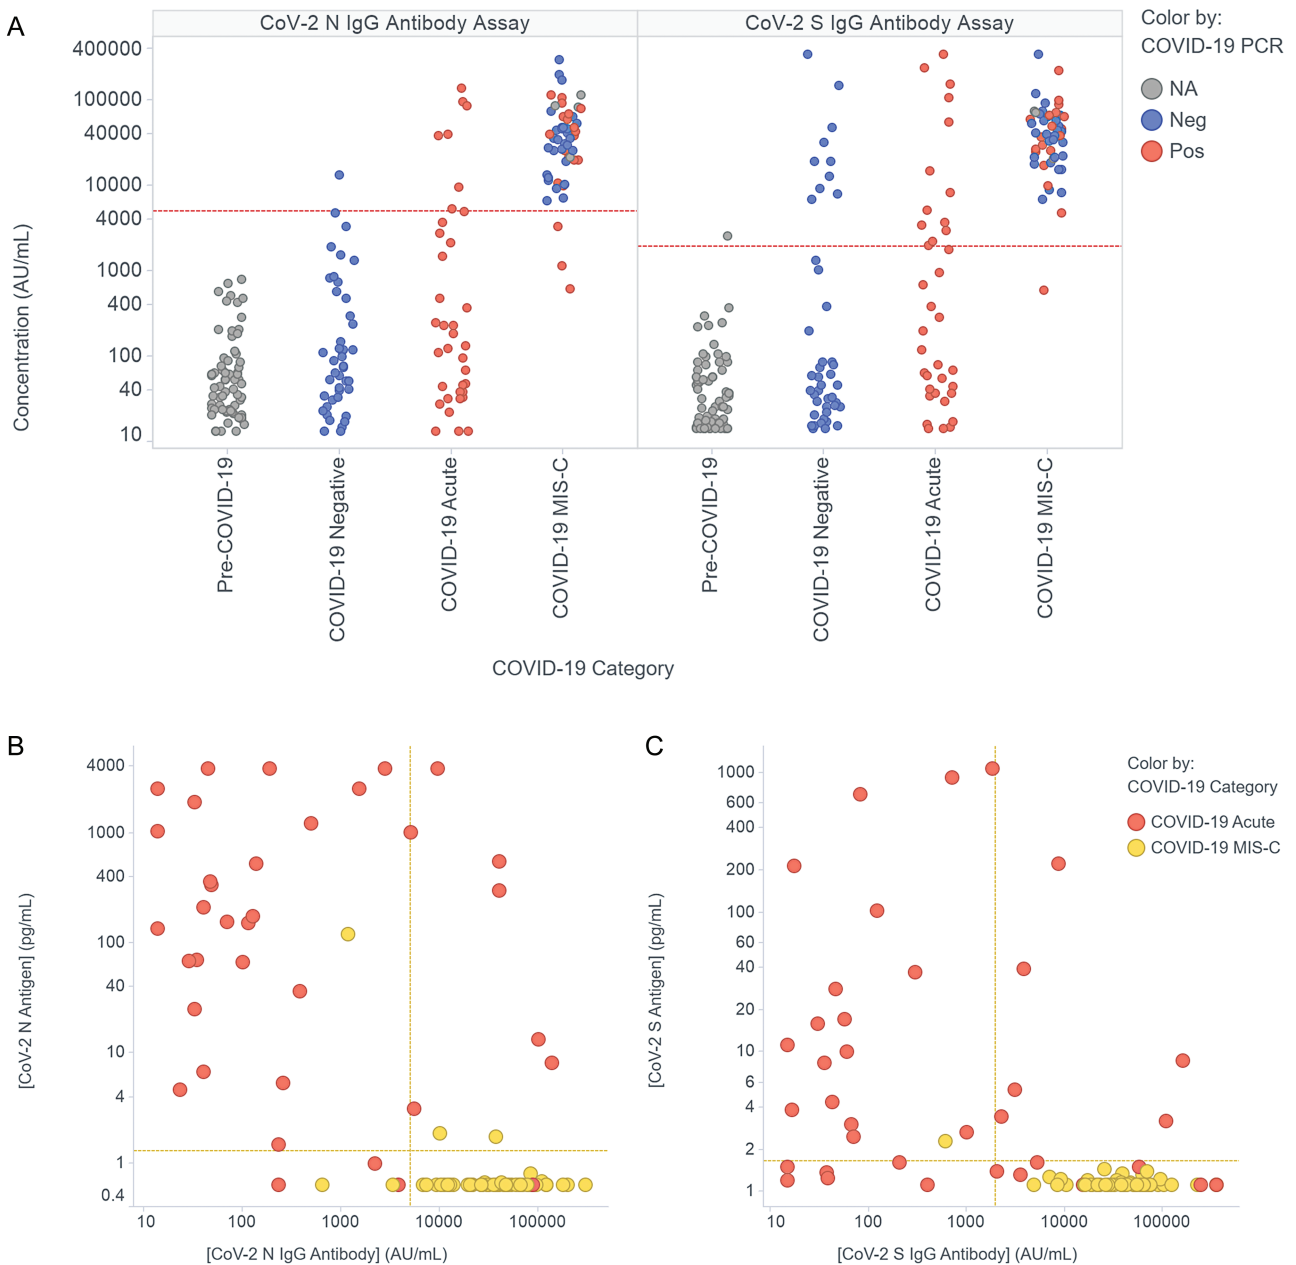 A
CoV-2 N IgG Antibody Assay
CoV-2 S IgG Antibody Assay
Color by:
COVID-19 PCR
NA
Neg
Pos
Concentration (AU/mL)
400000
100000
40000
10000
4000
1000
400
100
40
10
Pre-COVID-19
COVID-19 Negative
COVID-19 Acute
COVID-19 MIS-C
Pre-COVID-19
COVID-19 Negative
COVID-19 Acute
COVID-19 MIS-C
COVID-19 Category
B
[CoV-2 N Antigen] (pg/mL)
4000
1000
400
100
40
10
4
1
0.4
10
100
1000
10000
100000
[CoV-2 N IgG Antibody] (AU/mL)
C
[CoV-2 S Antigen] (pg/mL)
1000
600
400
200
100
60
40
20
10
6
4
2
1
10
100
1000
10000
100000
[CoV-2 S IgG Antibody] (AU/mL)
Color by:
COVID-19 Category
COVID-19 Acute
COVID-19 MIS-C